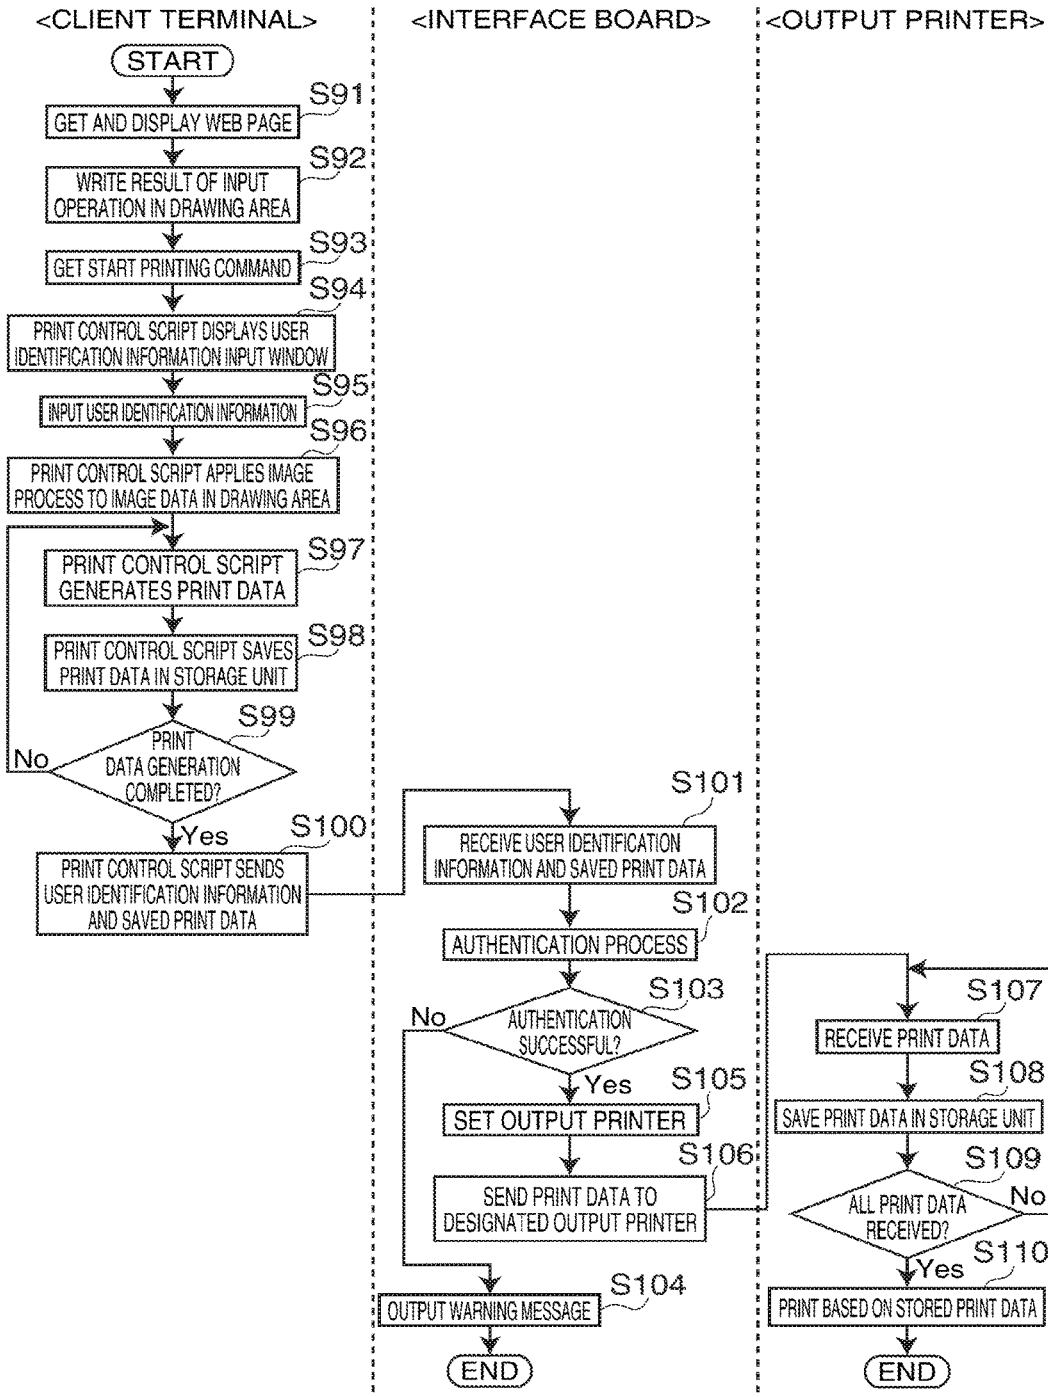 <CLIENT TERMINAL>
START
S91
GET AND DISPLAY WEB PAGE
S92
WRITE RESULT OF INPUT
OPERATION IN DRAWING AREA
S93
GET START PRINTING COMMAND
S94
PRINT CONTROL SCRIPT DISPLAYS USER
IDENTIFICATION INFORMATION INPUT WINDOW
S95
INPUT USER IDENTIFICATION INFORMATION
S96
PRINT CONTROL SCRIPT APPLIES IMAGE
PROCESS TO IMAGE DATA IN DRAWING AREA
S97
PRINT CONTROL SCRIPT
GENERATES PRINT DATA
S98
PRINT CONTROL SCRIPT SAVES
PRINT DATA IN STORAGE UNIT
S99
PRINT
DATA GENERATION
COMPLETED?
No
Yes
S100
PRINT CONTROL SCRIPT SENDS
USER IDENTIFICATION INFORMATION
AND SAVED PRINT DATA
<INTERFACE BOARD>
S101
RECEIVE USER IDENTIFICATION
INFORMATION AND SAVED PRINT DATA
S102
AUTHENTICATION PROCESS
S103
AUTHENTICATION
SUCCESSFUL?
No
Yes
S105
SET OUTPUT PRINTER
S106
SEND PRINT DATA TO
DESIGNATED OUTPUT PRINTER
S104
OUTPUT WARNING MESSAGE
END
<OUTPUT PRINTER>
S107
RECEIVE PRINT DATA
S108
SAVE PRINT DATA IN STORAGE UNIT
S109
ALL PRINT DATA
RECEIVED?
No
Yes
S110
PRINT BASED ON STORED PRINT DATA
END